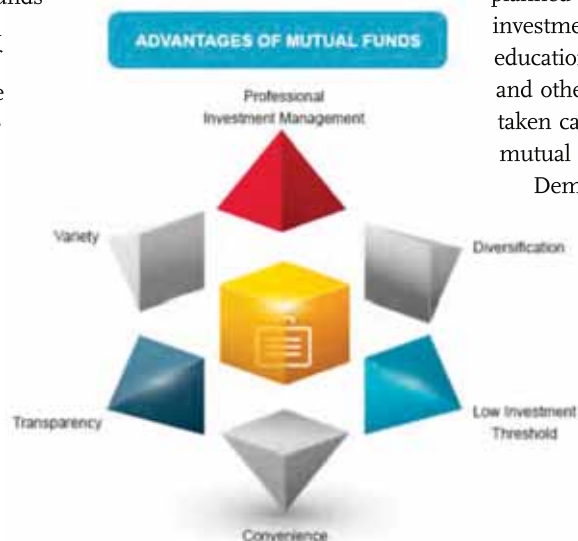 ADVANTAGES OF MUTUAL FUNDS
Professional
Investment Management
Variety
Diversification
Transparency
Low Investment
Threshold
Convenience
planned
investme
education
and othe
taken ca
mutual
Dem